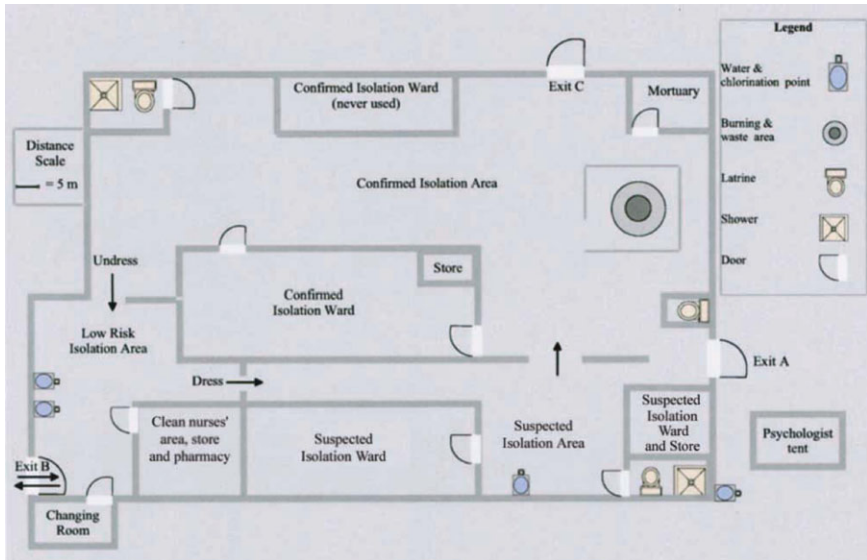 Legend
Water &
chlorination point
Burning &
waste area
Latrine
Shower
Door
Confirmed Isolation Ward
(never used)
Exit C
Mortuary
Distance
Scale
= 5 m
Confirmed Isolation Area
Undress
Store
Confirmed
Isolation Ward
Low Risk
Isolation Area
Exit A
Dress
Clean nurses'
area, store
and pharmacy
Suspected
Isolation Ward
Suspected
Isolation Area
Suspected
Isolation
Ward
and Store
Psychologist
tent
Exit B
Changing
Room